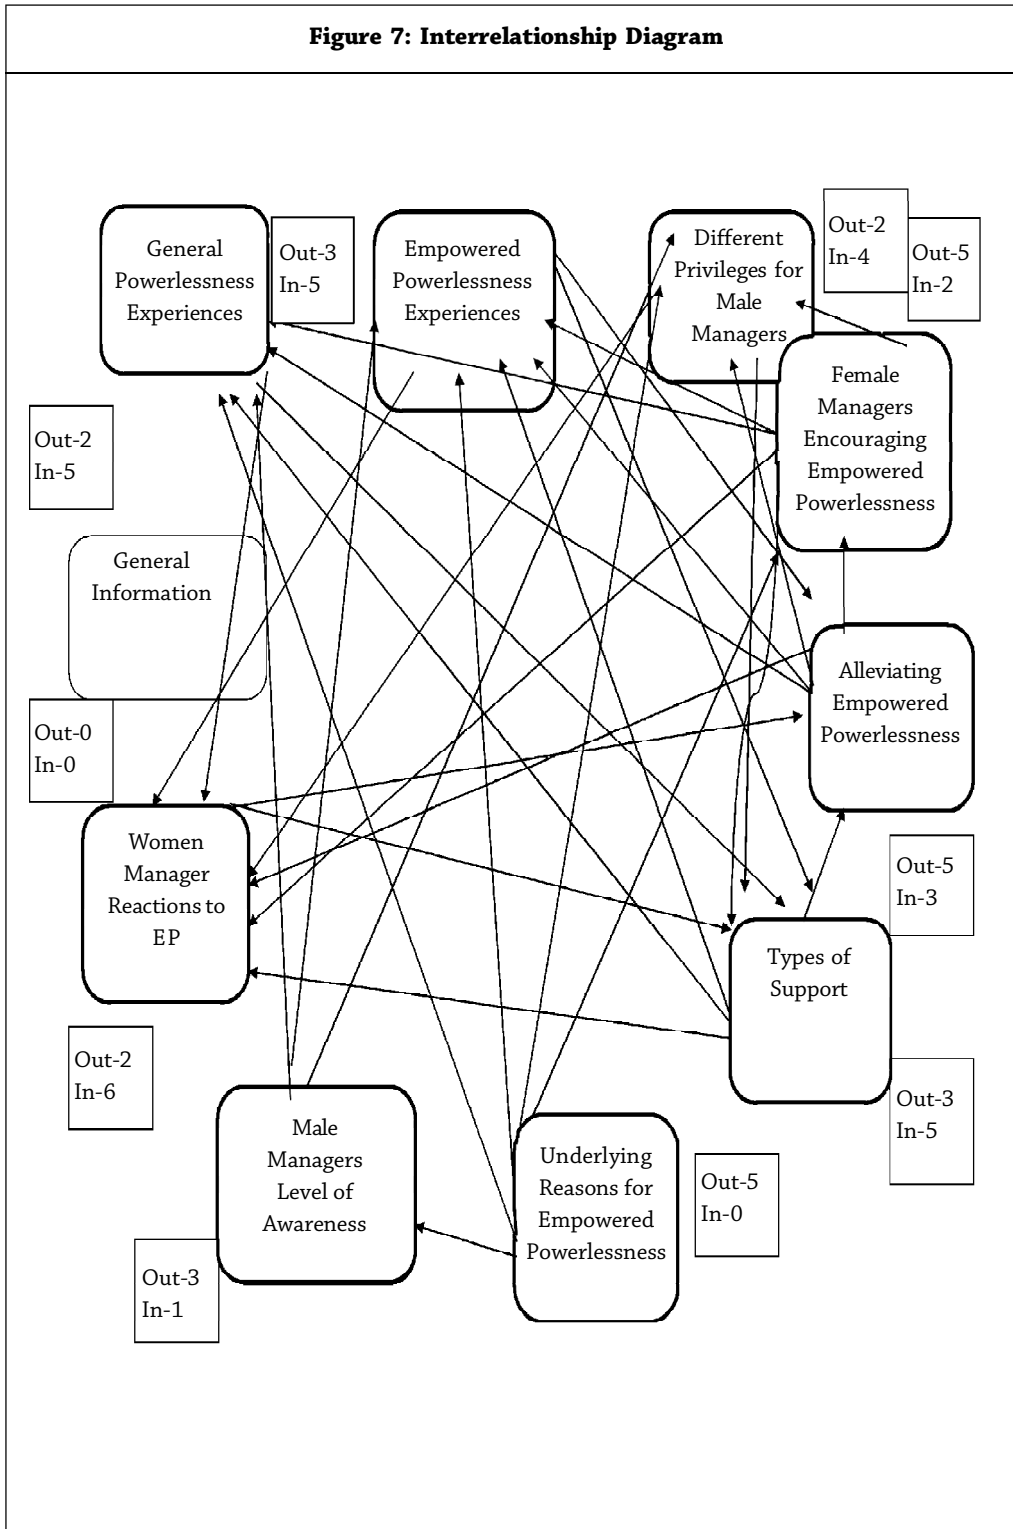 Figure 7: Interrelationship Diagram
General
Powerlessness
Experiences
Out-3
In-5
Empowered
Powerlessness
Experiences
Different
Privileges for
Male
Managers
Out-2
In-4
Out-5
In-2
Female
Managers
Encouraging
Empowered
Powerlessness
Out-2
In-5
General
Information
Out-0
In-0
Alleviating
Empowered
Powerlessness
Women
Manager
Reactions to
EP
Out-5
In-3
Types of
Support
Out-2
In-6
Out-3
In-5
Male
Managers
Level of
Awareness
Underlying
Reasons for
Empowered
Powerlessness
Out-5
In-0
Out-3
In-1